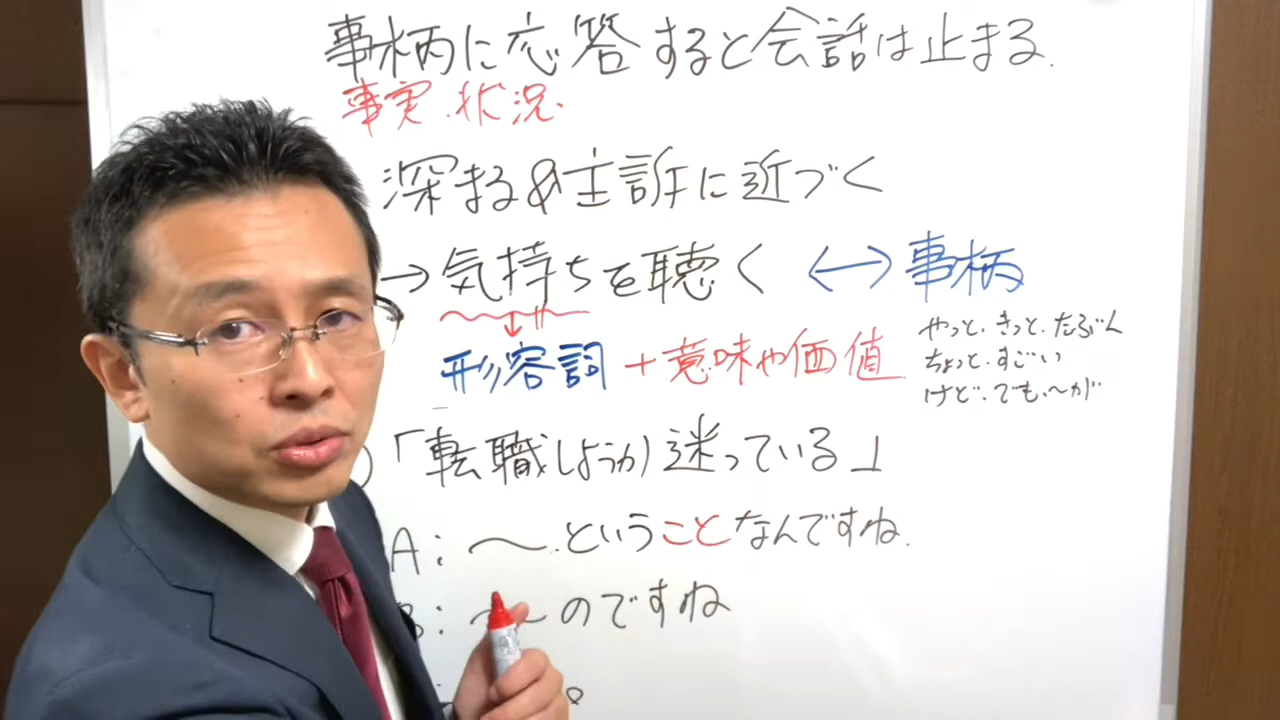 事柄に応答すると会話は止まる.
事実.状況.
深まる&主訴に近づく
→気持ちを聴く ⟷ 事柄
形容詞+意味や価値
やっと.きっと.たぶん
ちょっと.すごい
けど.でも.〜が
「転職しようか迷っている」
A:〜.ということなんですね.
B:〜のですね